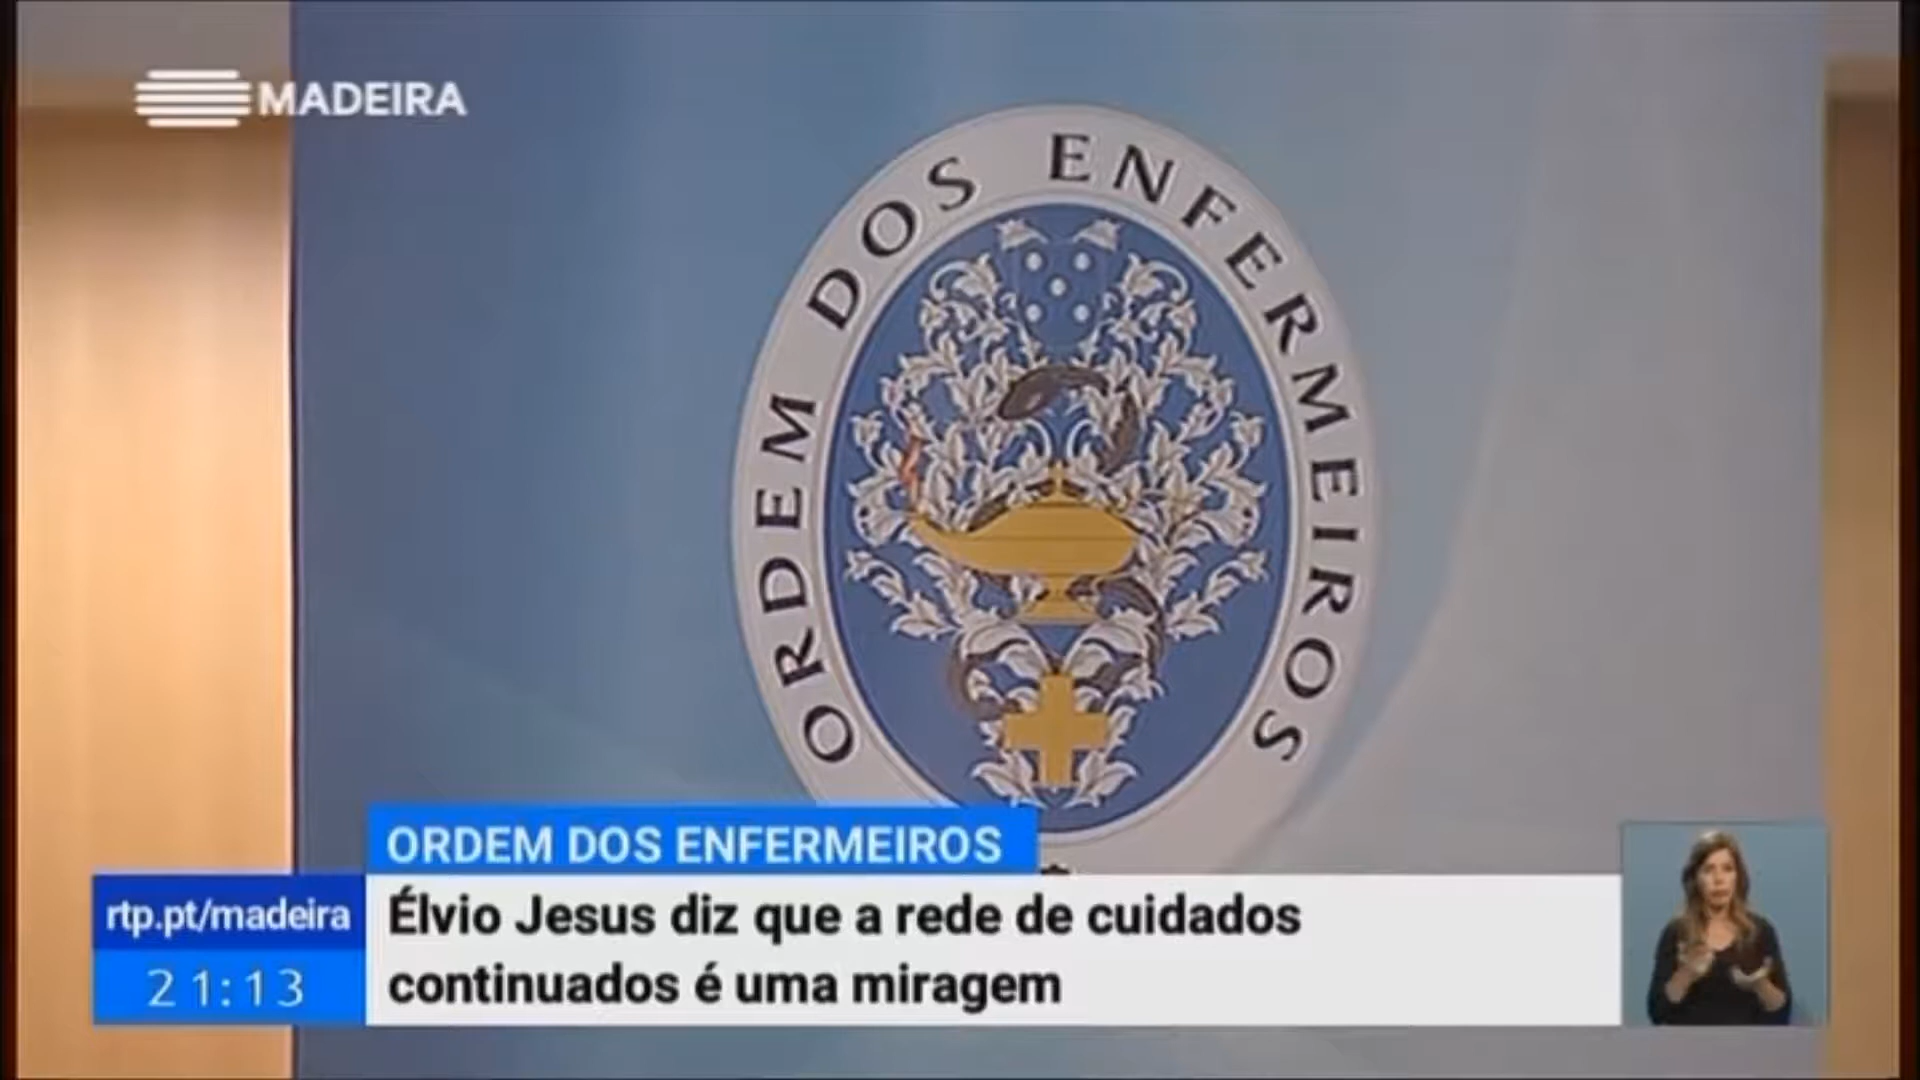 MADEIRA
ORDEM DOS ENFERMEIROS
ORDEM DOS ENFERMEIROS
Élvio Jesus diz que a rede de cuidados
continuados é uma miragem
rtp.pt/madeira
21:13